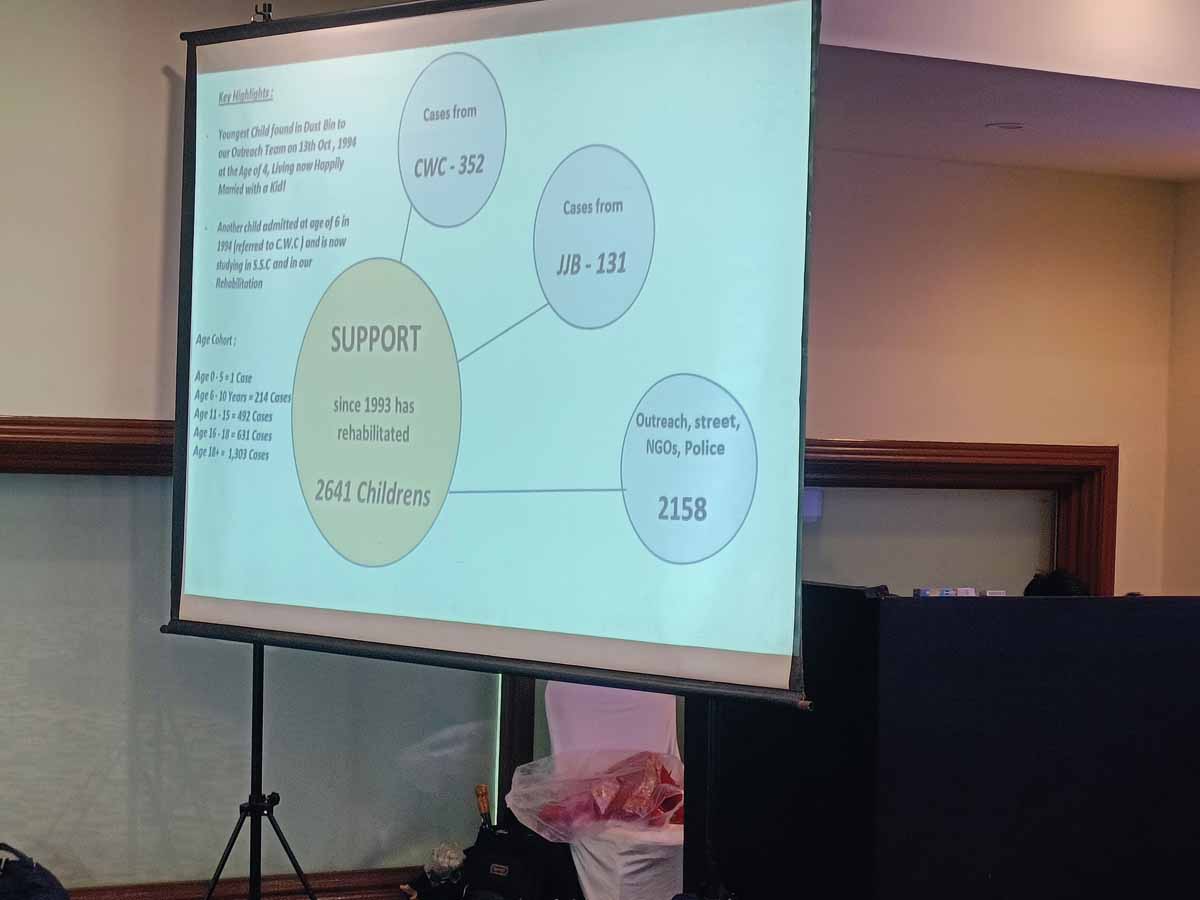 Key Highlights :
Youngest Child found in Dust Bin to
our Outreach Team on 13th Oct , 1994
at the Age of 4, Living now Happily
Married with a Kid!
Another child admitted at age of 6 in
1994 (referred to C.W.C ) and is now
studying in S.S.C and in our
Rehabilitation
Age Cohort :
Age 0 - 5 = 1 Case
Age 6 - 10 Years = 214 Cases
Age 11 - 15 = 492 Cases
Age 16 - 18 = 631 Cases
Age 18+ = 1,303 Cases
Cases from
CWC - 352
Cases from
JJB - 131
SUPPORT
since 1993 has
rehabilitated
2641 Childrens
Outreach, street,
NGOs, Police
2158